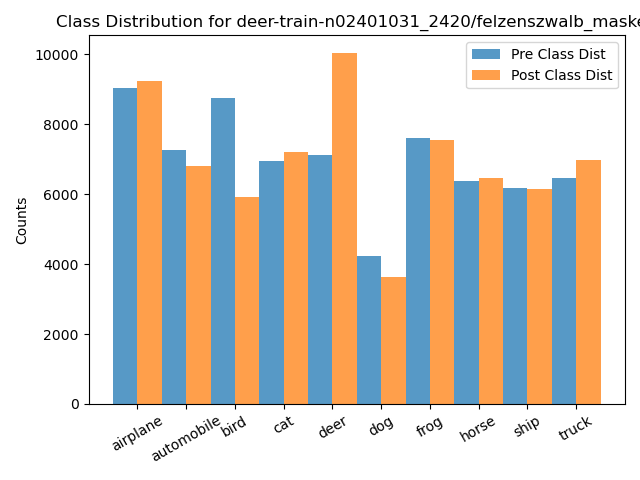 Class Distribution for deer-train-n02401031_2420/felzenszwalb_maske
Pre Class Dist
Post Class Dist
Counts
10000
8000
6000
4000
2000
0
airplane
automobile
bird
cat
deer
dog
frog
horse
ship
truck